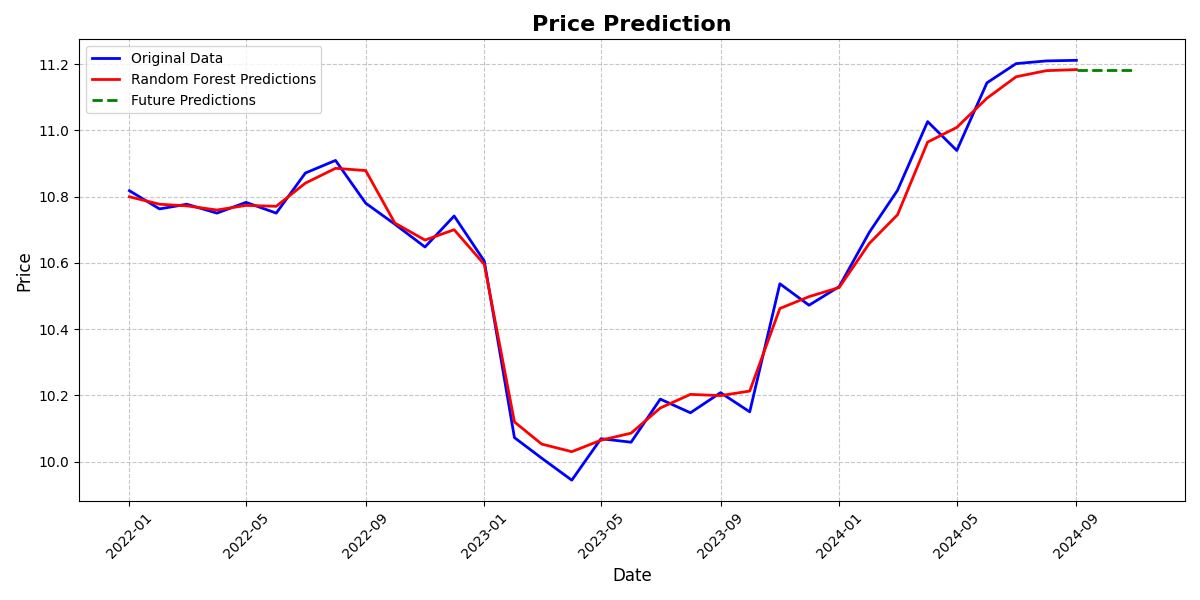 Price Prediction
Original Data
Random Forest Predictions
Future Predictions
11.2
11.0
10.8
10.6
10.4
10.2
10.0
Price
2022-01
2022-05
2022-09
2023-01
2023-05
2023-09
2024-01
2024-05
2024-09
Date